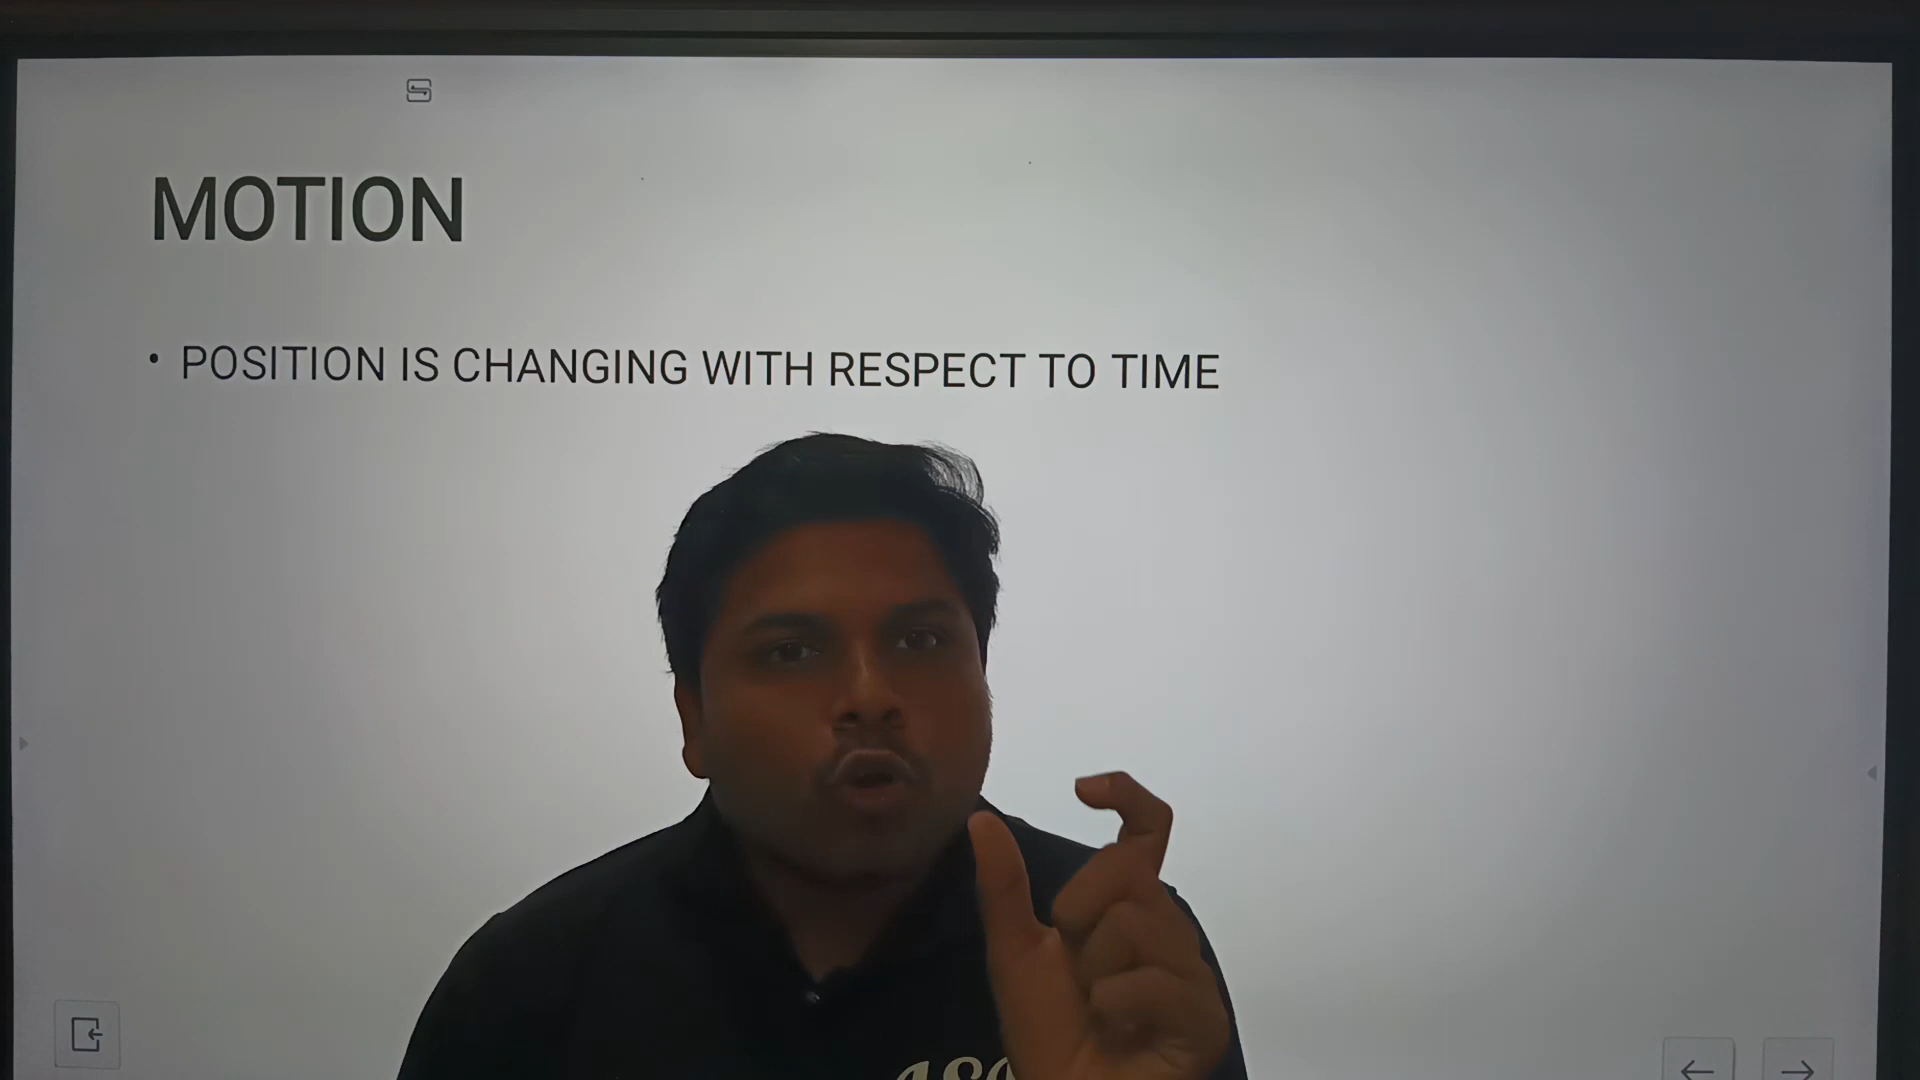 MOTION
• POSITION IS CHANGING WITH RESPECT TO TIME